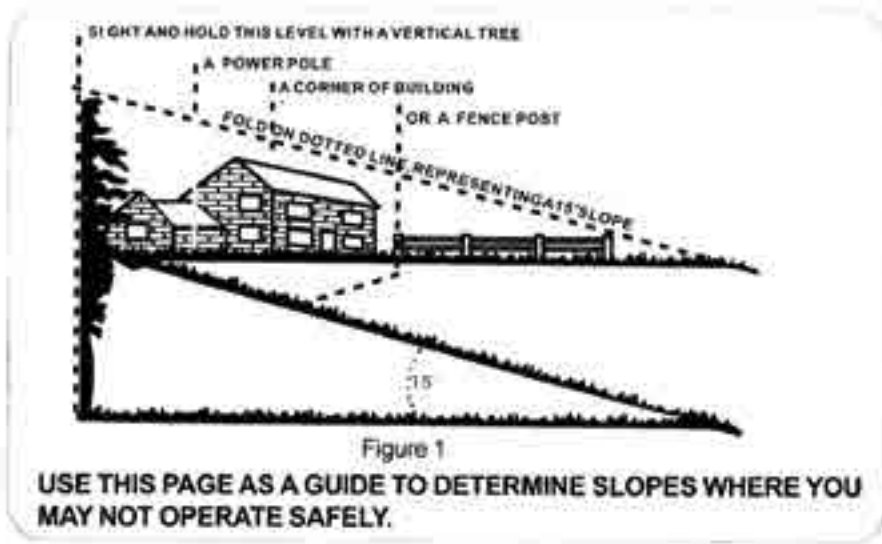 SIGHT AND HOLD THIS LEVEL WITH A VERTICAL TREE
A POWER POLE
A CORNER OF BUILDING
OR A FENCE POST
FOLD ON DOTTED LINE, REPRESENTING A 15° SLOPE
15
Figure 1
USE THIS PAGE AS A GUIDE TO DETERMINE SLOPES WHERE YOU
MAY NOT OPERATE SAFELY.